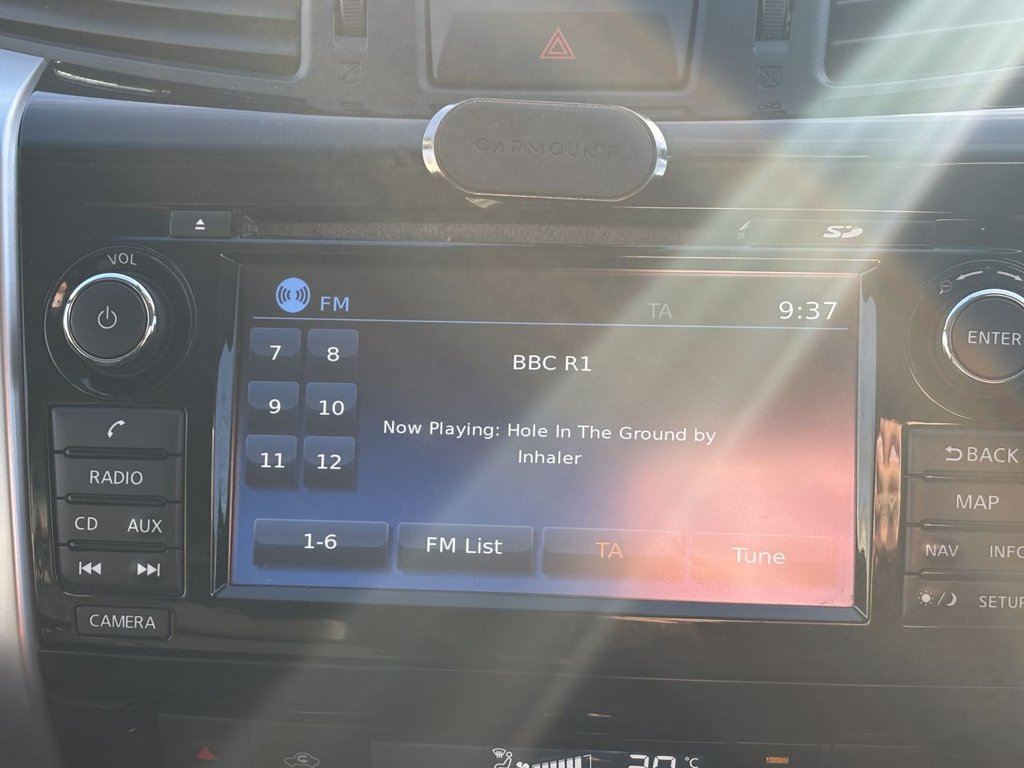 CARMOUNT
SD
VOL
FM
TA
9:37
ENTER
7
8
BBC R1
9
10
Now Playing: Hole In The Ground by
Inhaler
11
12
1-6
FM List
TA
Tune
RADIO
CD
AUX
CAMERA
BACK
MAP
NAV
INFO
SETUP
°C